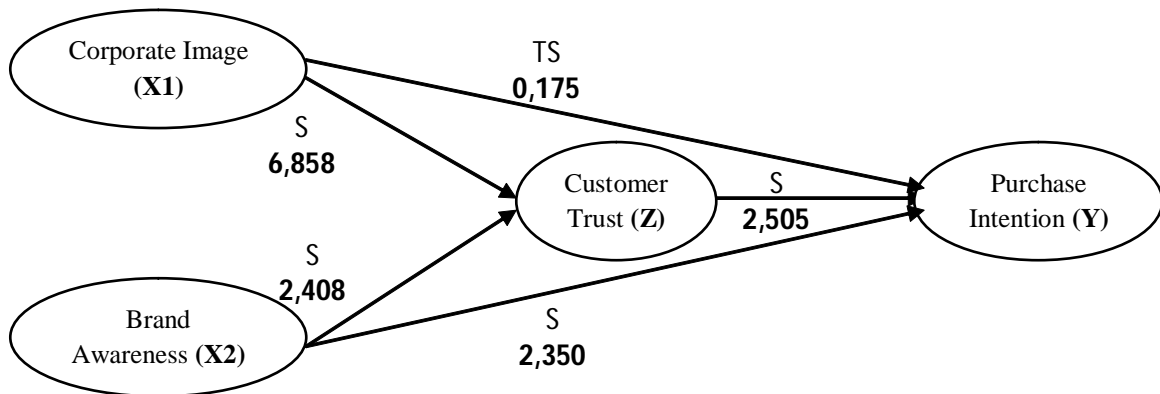 Corporate Image
(X1)
TS
0,175
S
6,858
Customer
Trust (Z)
S
2,505
Purchase
Intention (Y)
S
2,408
Brand
Awareness (X2)
S
2,350